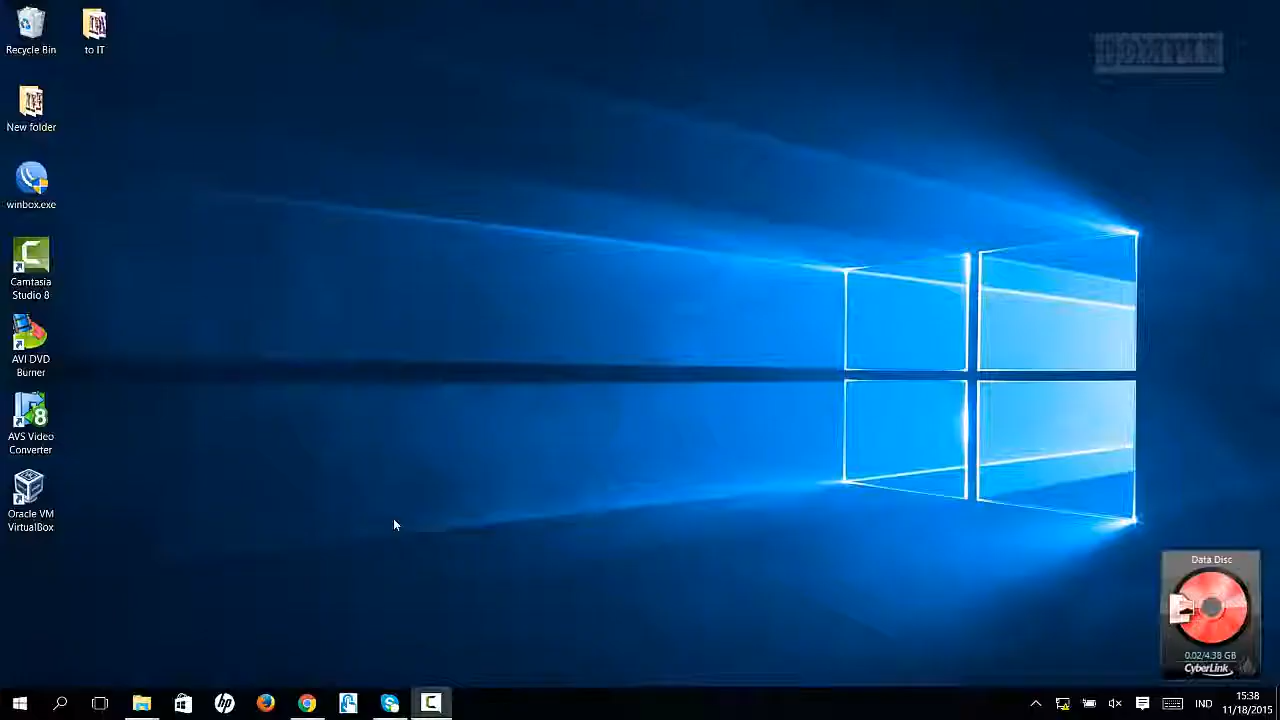 Recycle Bin
to IT
New folder
winbox.exe
Camtasia
Studio 8
AVI DVD
Burner
AVS Video
Converter
Oracle VM
VirtualBox
Data Disc
0.02/4.38 GB
CyberLink
hp
IND
15:38
11/18/2015